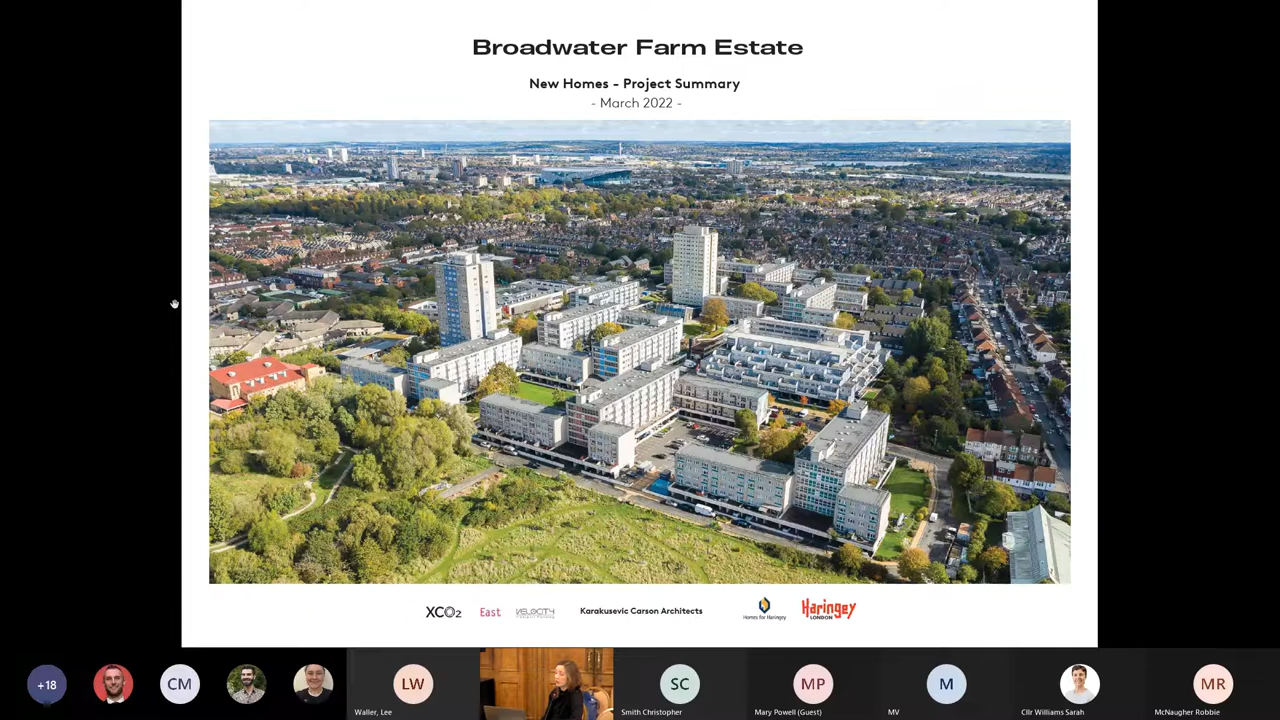 Broadwater Farm Estate
New Homes - Project Summary
- March 2022 -
XCO2
East
VELOCITY
Karakusevic Carson Architects
Homes for Haringey
Haringey
LONDON
+18
CM
LW
SC
MP
M
MR
Waller, Lee
Smith Christopher
Mary Powell (Guest)
MV
Cllr Williams Sarah
McNaugher Robbie